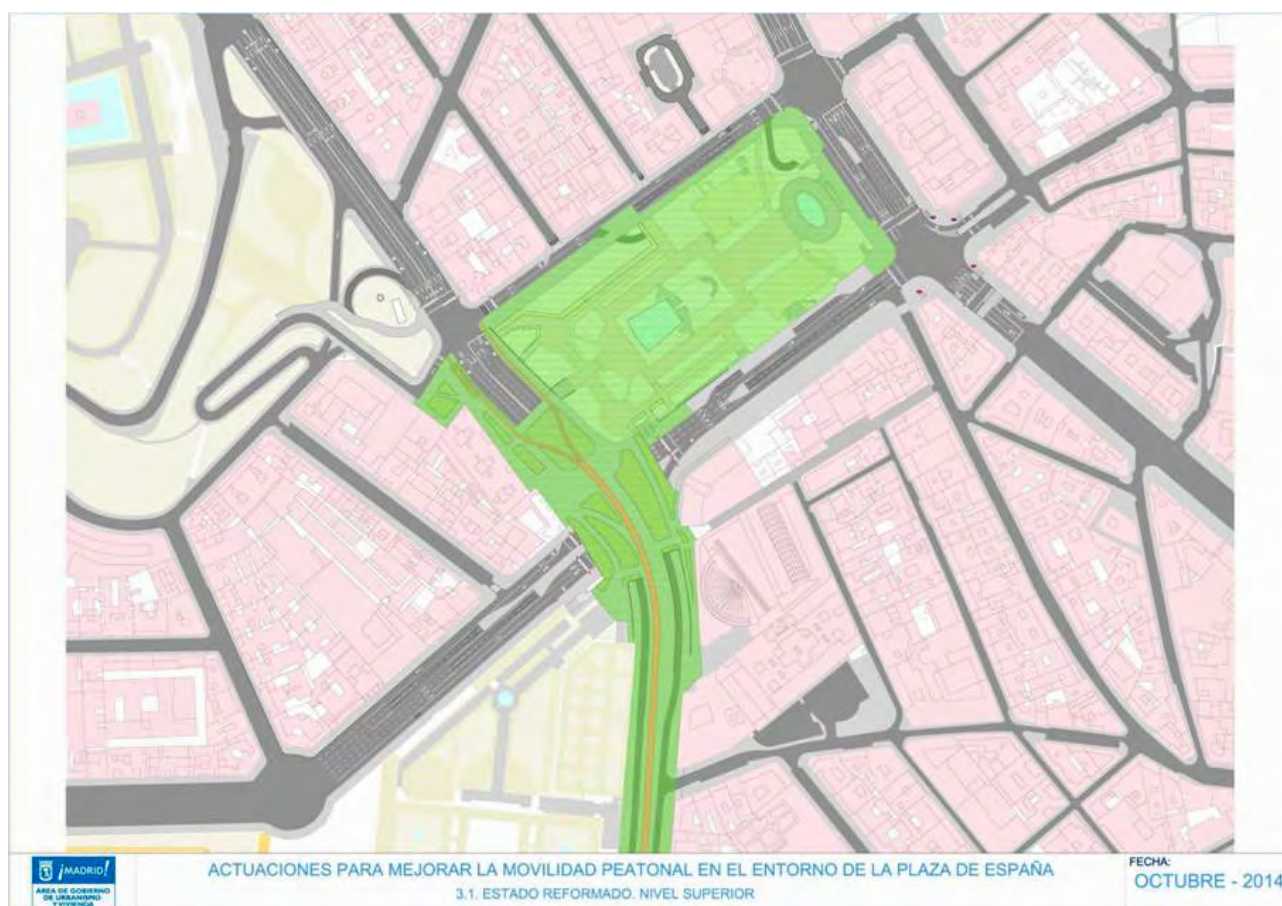 ¡MADRID!
ÁREA DE GOBIERNO
DE URBANISMO
Y VIVIENDA
ACTUACIONES PARA MEJORAR LA MOVILIDAD PEATONAL EN EL ENTORNO DE LA PLAZA DE ESPAÑA
3.1. ESTADO REFORMADO. NIVEL SUPERIOR
FECHA:
OCTUBRE - 2014